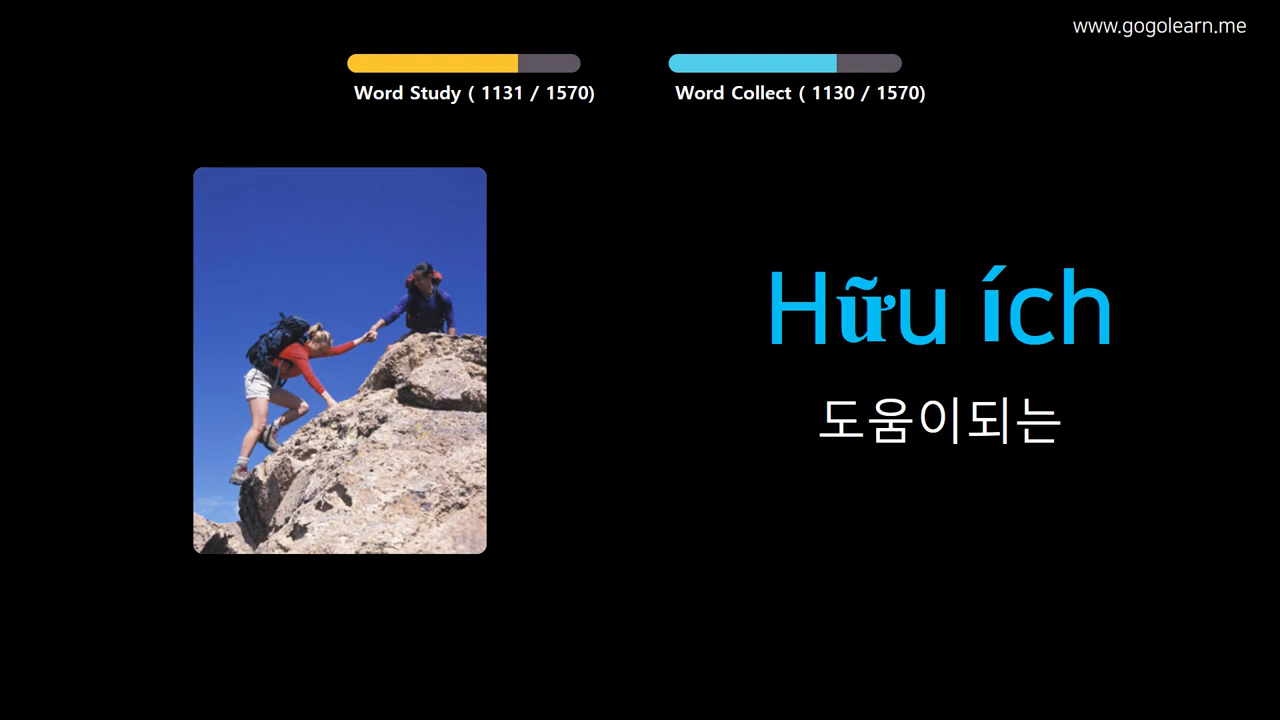 www.gogolearn.me
Word Study ( 1131 / 1570)
Word Collect ( 1130 / 1570)
Hữu ích
도움이되는